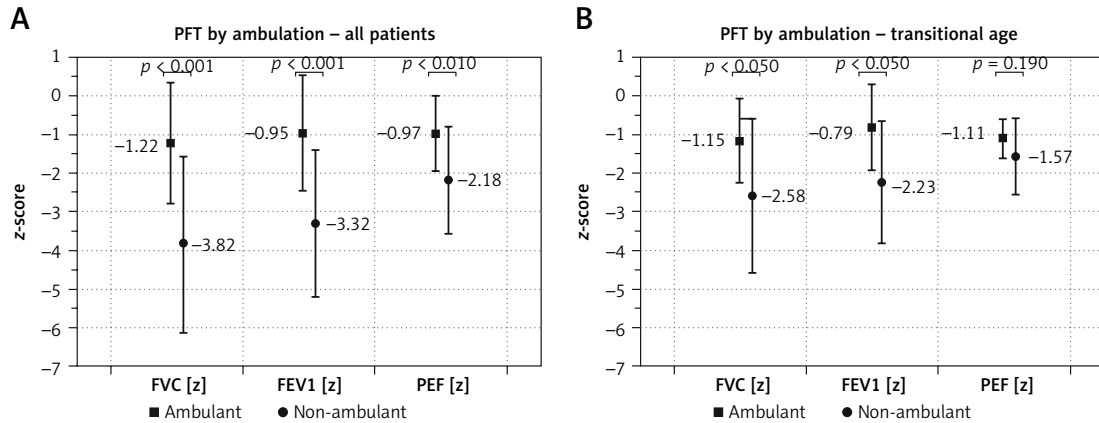 A
PFT by ambulation – all patients
p < 0.001 p < 0.001 p < 0.010
1
0
−1
−2
−3
−4
−5
−6
−7
z-score
−1.22
−3.82
−0.95
−3.32
−0.97
−2.18
FVC [z] FEV1 [z] PEF [z]
Ambulant Non-ambulant
B
PFT by ambulation – transitional age
p < 0.050 p < 0.050 p = 0.190
1
0
−1
−2
−3
−4
−5
−6
−7
z-score
−1.15
−2.58
−0.79
−2.23
−1.11
−1.57
FVC [z] FEV1 [z] PEF [z]
Ambulant Non-ambulant